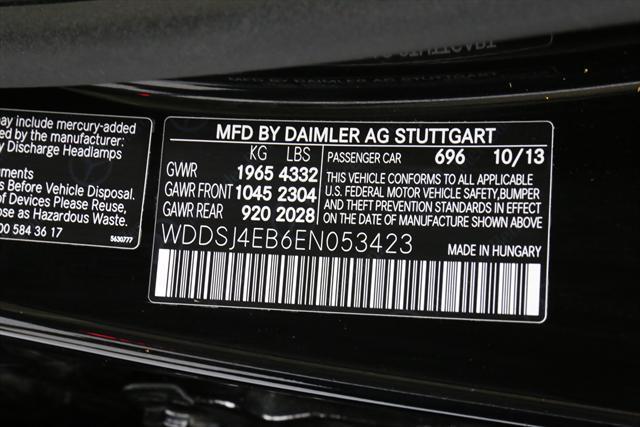 may include mercury-added
by the manufacturer:
y Discharge Headlamps
s Before Vehicle Disposal.
of Devices Please Reuse,
ose as Hazardous Waste.
00 584 36 17
5630777
MFD BY DAIMLER AG STUTTGART
KG LBS
GVWR 1965 4332
GAWR FRONT 1045 2304
GAWR REAR 920 2028
PASSENGER CAR 696 10/13
THIS VEHICLE CONFORMS TO ALL APPLICABLE
U.S. FEDERAL MOTOR VEHICLE SAFETY, BUMPER
AND THEFT PREVENTION STANDARDS IN EFFECT
ON THE DATE OF MANUFACTURE SHOWN ABOVE
WDDSJ4EB6EN053423
MADE IN HUNGARY